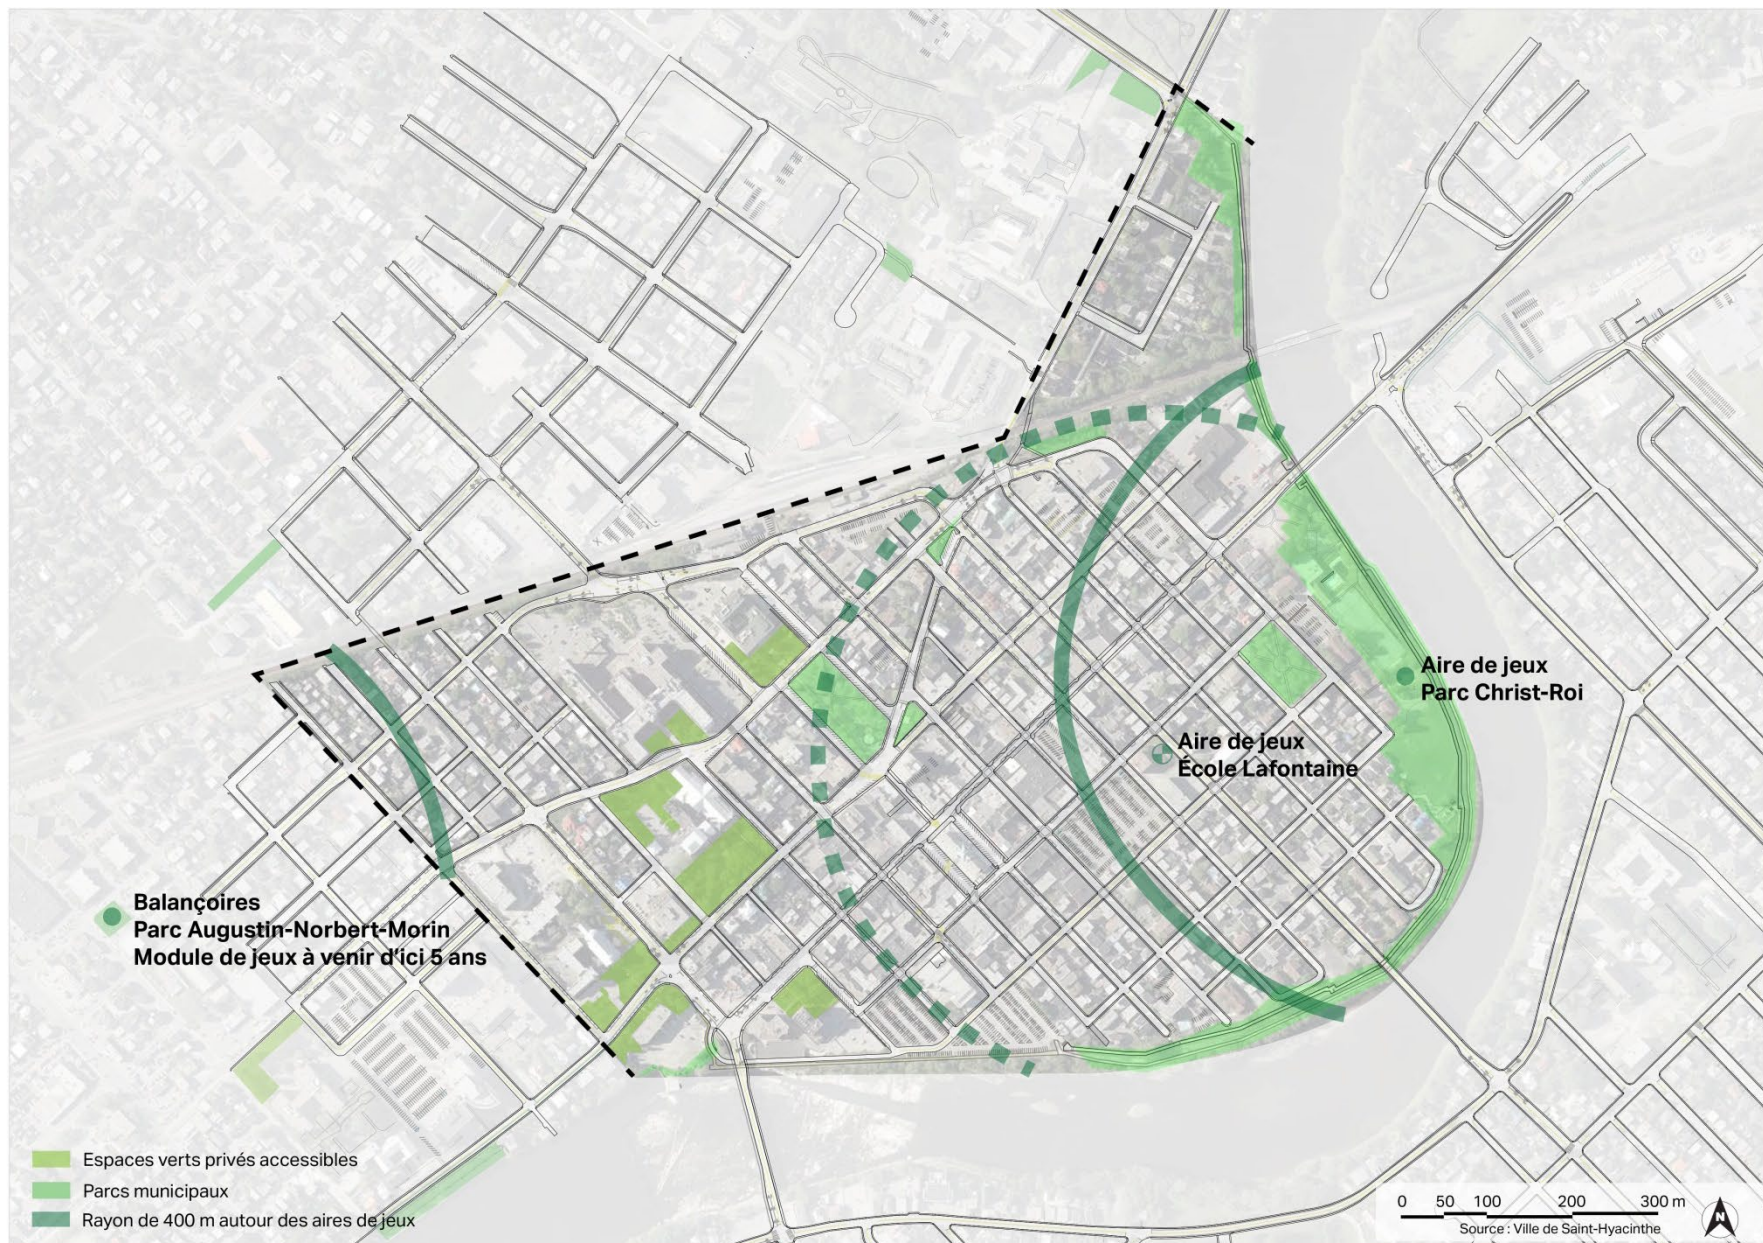 Aire de jeux
Parc Christ-Roi
Aire de jeux
École Lafontaine
Balançoires
Parc Augustin-Norbert-Morin
Module de jeux à venir d'ici 5 ans
Espaces verts privés accessibles
Parcs municipaux
Rayon de 400 m autour des aires de jeux
0 50 100 200 300 m
Source : Ville de Saint-Hyacinthe
N